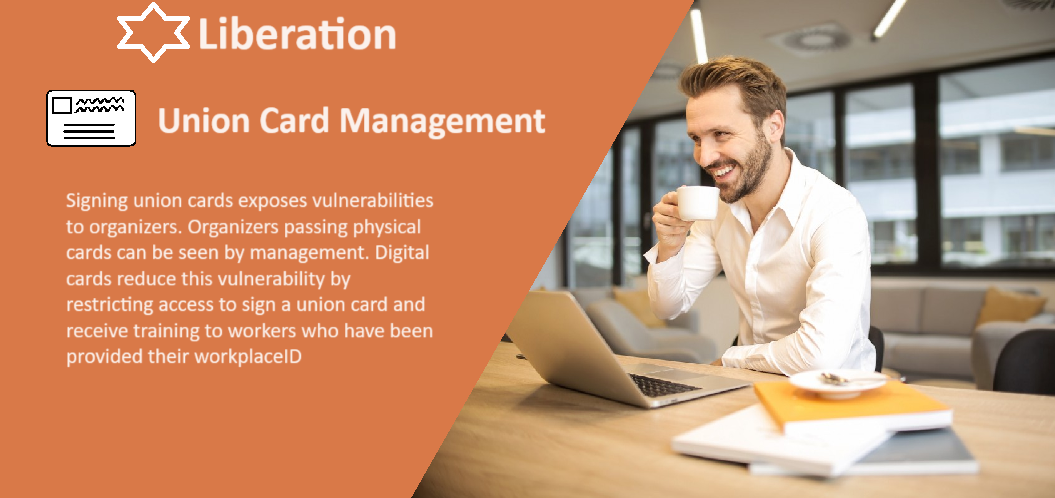 Liberation
Union Card Management
Signing union cards exposes vulnerabilities
to organizers. Organizers passing physical
cards can be seen by management. Digital
cards reduce this vulnerability by
restricting access to sign a union card and
receive training to workers who have been
provided their workplaceID